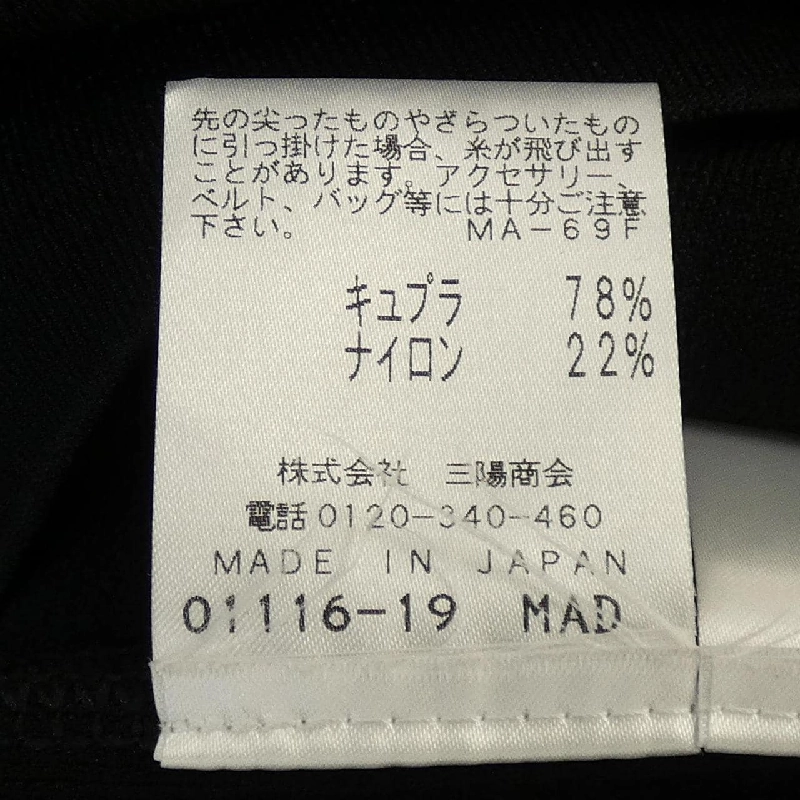 先の尖ったものやざらついたもの
に引っ掛けた場合、糸が飛び出す
ことがあります。アクセサリー、
ベルト、バッグ等には十分ご注意
下さい。 MA-69F
キュプラ 78%
ナイロン 22%
株式会社 三陽商会
電話0120-340-460
MADE IN JAPAN
01116-19 MAD